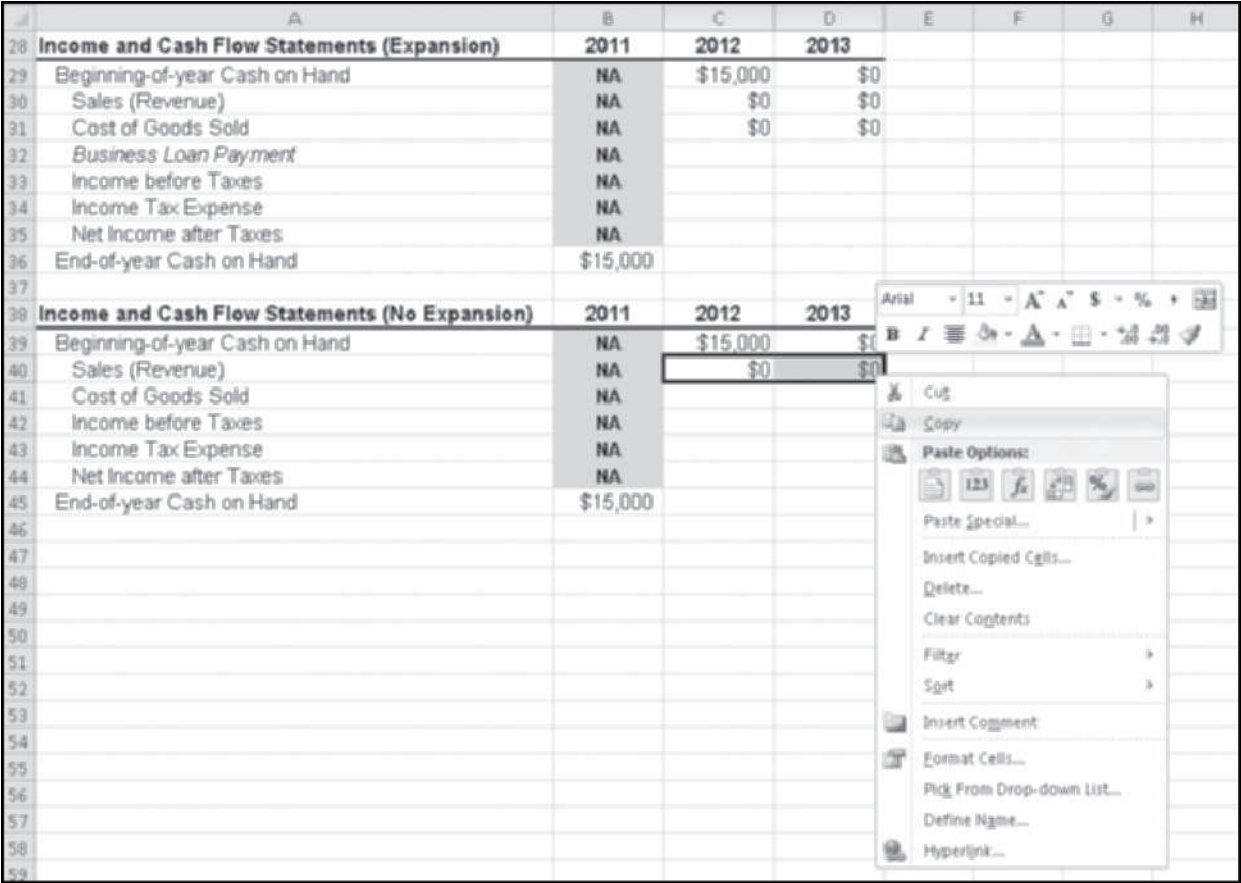 A B C D E F G H
28 Income and Cash Flow Statements (Expansion) 2011 2012 2013
29 Beginning-of-year Cash on Hand NA $15,000 $0
30 Sales (Revenue) NA $0 $0
31 Cost of Goods Sold NA $0 $0
32 Business Loan Payment NA
33 Income before Taxes NA
34 Income Tax Expense NA
35 Net Income after Taxes NA
36 End-of-year Cash on Hand $15,000
37
38 Income and Cash Flow Statements (No Expansion) 2011 2012 2013
39 Beginning-of-year Cash on Hand NA $15,000 $0
40 Sales (Revenue) NA $0 $0
41 Cost of Goods Sold NA
42 Income before Taxes NA
43 Income Tax Expense NA
44 Net Income after Taxes NA
45 End-of-year Cash on Hand $15,000
46
47
48
49
50
51
52
53
54
55
56
57
58
59
Arial 11 A A $ % ,
B I A
Cut
Copy
Paste Options:
123 fx %
Paste Special...
Insert Copied Cells...
Delete...
Clear Contents
Filter
Sort
Insert Comment
Format Cells...
Pick From Drop-down List...
Define Name...
Hyperlink...